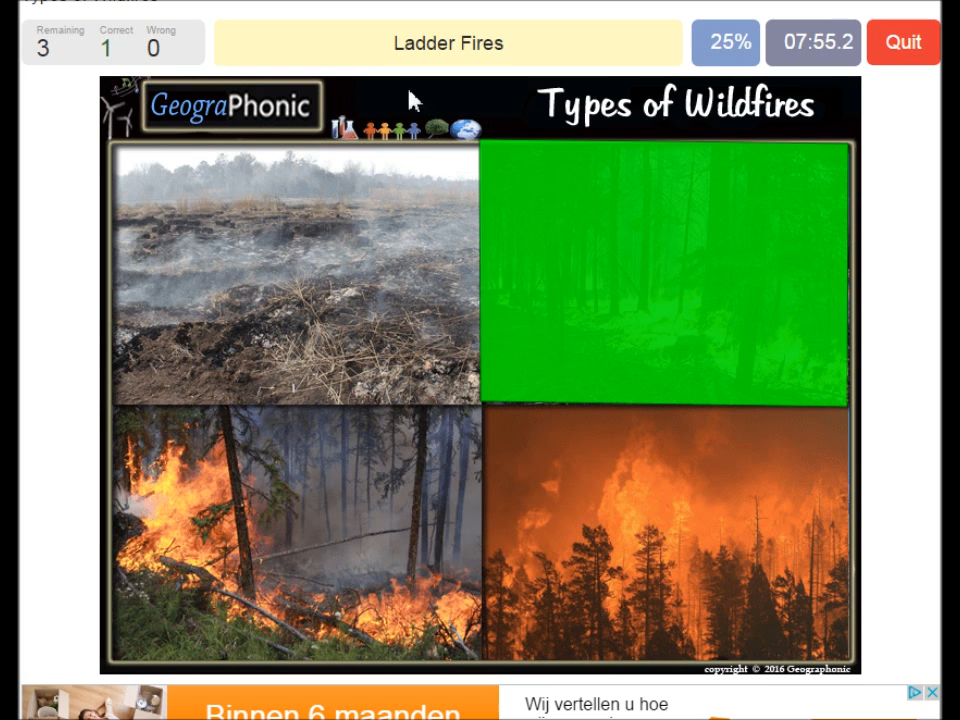 Remaining Correct Wrong
3 1 0
Ladder Fires
25%
07:55.2
Quit
GeograPhonic
Types of Wildfires
copyright © 2016 Geographonic
Binnen 6 maanden
Wij vertellen u hoe